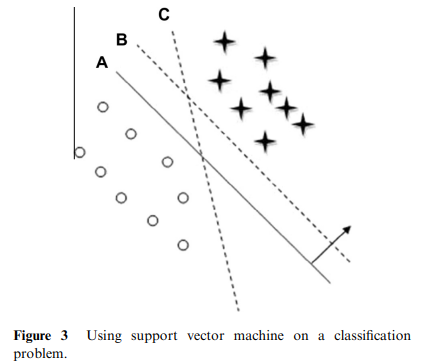 C
B
A
Figure 3 Using support vector machine on a classification
problem.